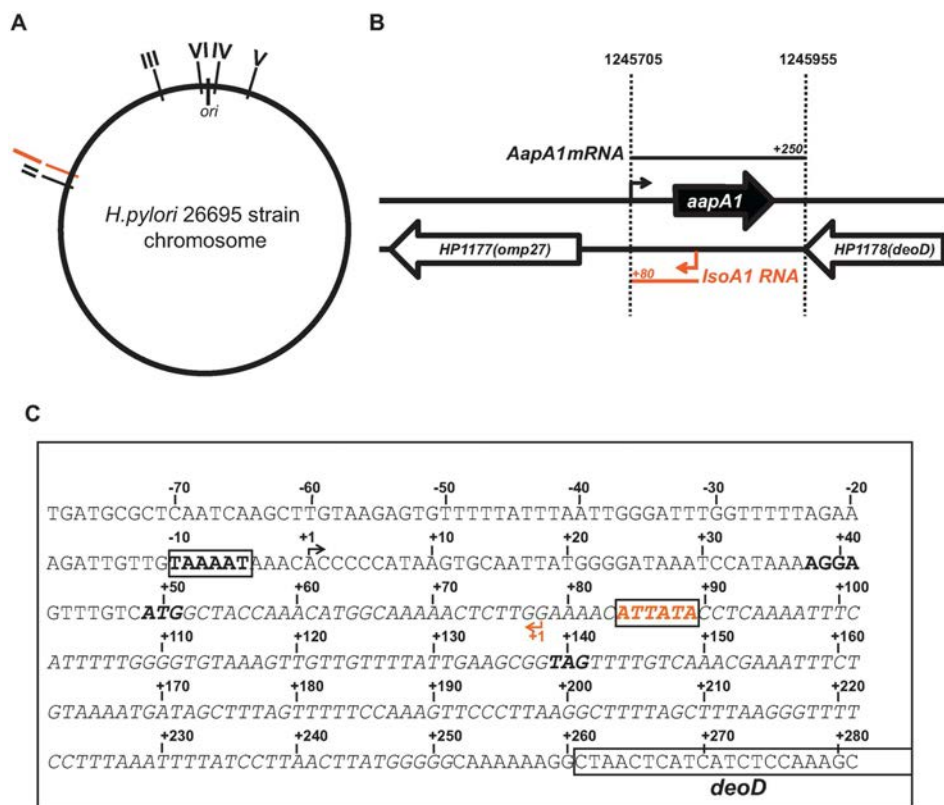 A
III VI IV V
ori
I
II
H.pylori 26695 strain
chromosome
B
1245705 1245955
AapA1mRNA +250
aapA1
HP1177(omp27) HP1178(deoD)
+80 IsoA1 RNA
C
-70 -60 -50 -40 -30 -20
TGATGCGCTCAATCAAGCTTGTAAGAGTGTTTTTATTTAATTGGGATTTGGTTTTTAGAA
-10 +1 +10 +20 +30 +40
AGATTGTTGTAAAATAAACACCCCCATAAGTGCAATTATGGGGATAAATCCATAAAAGGA
+50 +60 +70 +80 +90 +100
GTTTGTCATGGCTACCAAACATGGCAAAAACTCTTGGAAAACATTATACCTCAAAATTTC
+1
+110 +120 +130 +140 +150 +160
ATTTTTGGGGTGTAAAGTTGTTGTTTTATTGAAGCGGTAGTTTTGTCAAACGAAATTTCT
+170 +180 +190 +200 +210 +220
GTAAAATGATAGCTTTAGTTTTTCCAAAGTTCCCTTAAGGCTTTTAGCTTTAAGGGTTTT
+230 +240 +250 +260 +270 +280
CCTTTAAATTTTATCCTTAACTTATGGGGGCAAAAAAGGCTAACTCATCATCTCCAAAGC
deoD